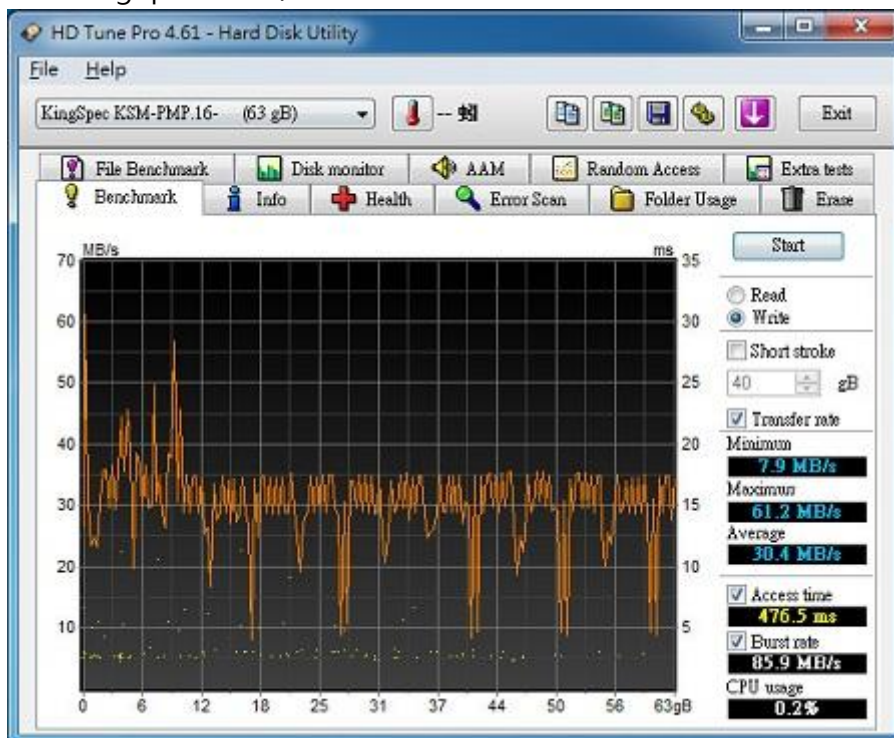 HD Tune Pro 4.61 - Hard Disk Utility
File Help
KingSpec KSM-PMP.16- (63 gB) -- 蚓 Exit
File Benchmark Disk monitor AAM Random Access Extra tests
Benchmark Info Health Error Scan Folder Usage Erase
MB/s ms
70 35
60 30
50 25
40 20
30 15
20 10
10 5
0 6 12 18 25 31 37 44 50 56 63gB
Start
Read
Write
Short stroke
40 gB
Transfer rate
Minimum
7.9 MB/s
Maximum
61.2 MB/s
Average
30.4 MB/s
Access time
476.5 ms
Burst rate
85.9 MB/s
CPU usage
0.2%